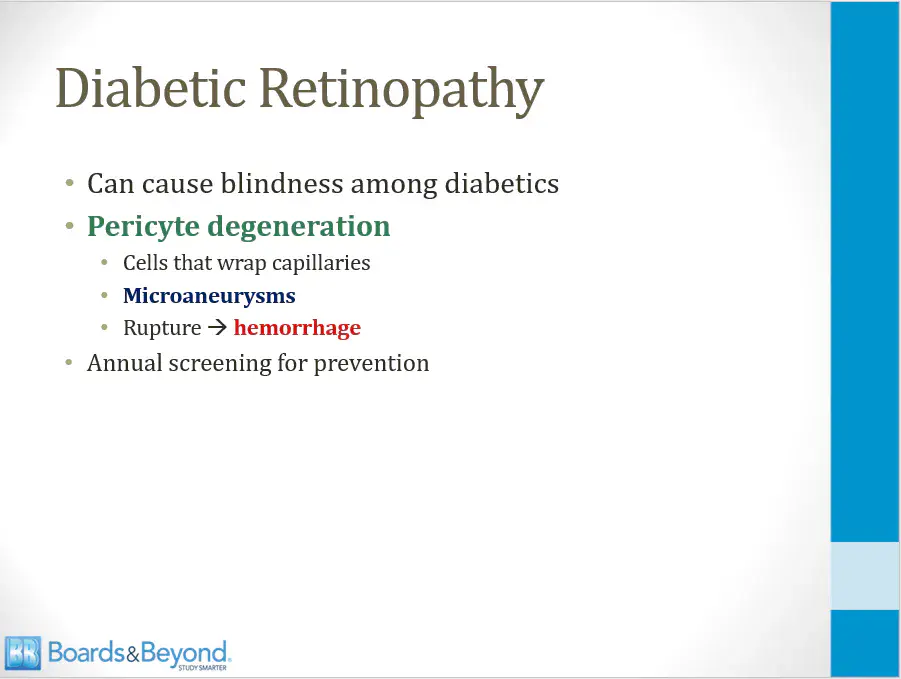 Diabetic Retinopathy
• Can cause blindness among diabetics
• Pericyte degeneration
• Cells that wrap capillaries
• Microaneurysms
• Rupture → hemorrhage
• Annual screening for prevention
BB Boards&Beyond.
STUDY SMARTER